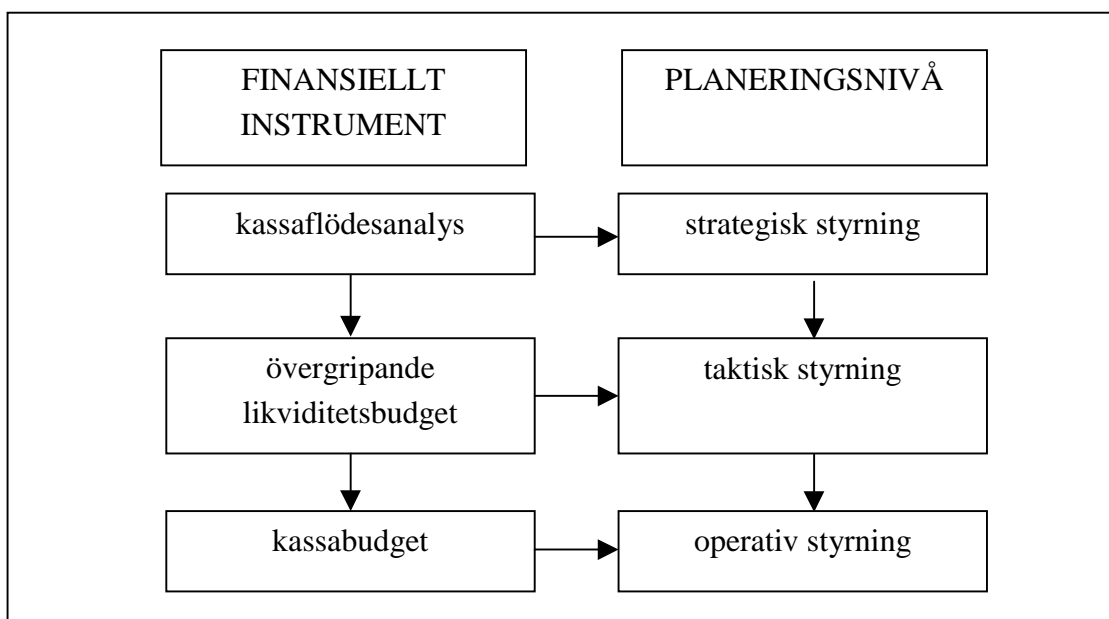 FINANSIELLT
INSTRUMENT
PLANERINGSNIVÅ
kassaflödesanalys
strategisk styrning
övergripande
likviditetsbudget
taktisk styrning
kassabudget
operativ styrning